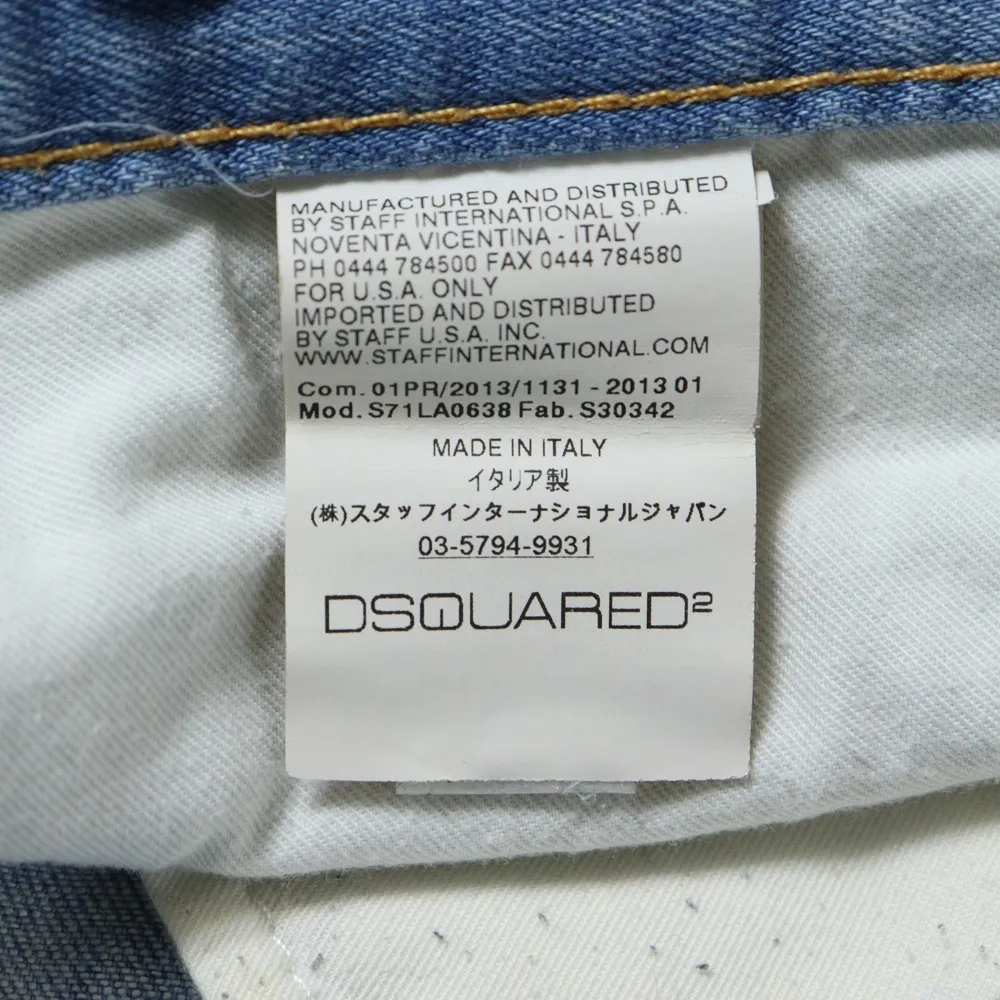 MANUFACTURED AND DISTRIBUTED
BY STAFF INTERNATIONAL S.P.A.
NOVENTA VICENTINA - ITALY
PH 0444 784500 FAX 0444 784580
FOR U.S.A. ONLY
IMPORTED AND DISTRIBUTED
BY STAFF U.S.A. INC.
WWW.STAFFINTERNATIONAL.COM
Com. 01PR/2013/1131 - 2013 01
Mod. S71LA0638 Fab. S30342
MADE IN ITALY
イタリア製
(株)スタッフインターナショナルジャパン
03-5794-9931
DSQUARED²